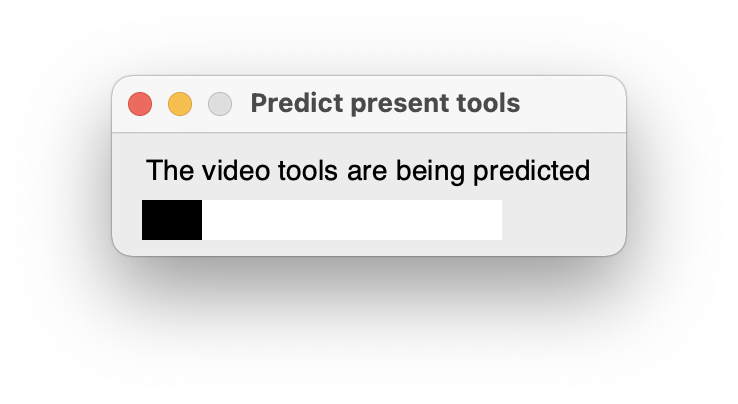 Predict present tools
The video tools are being predicted